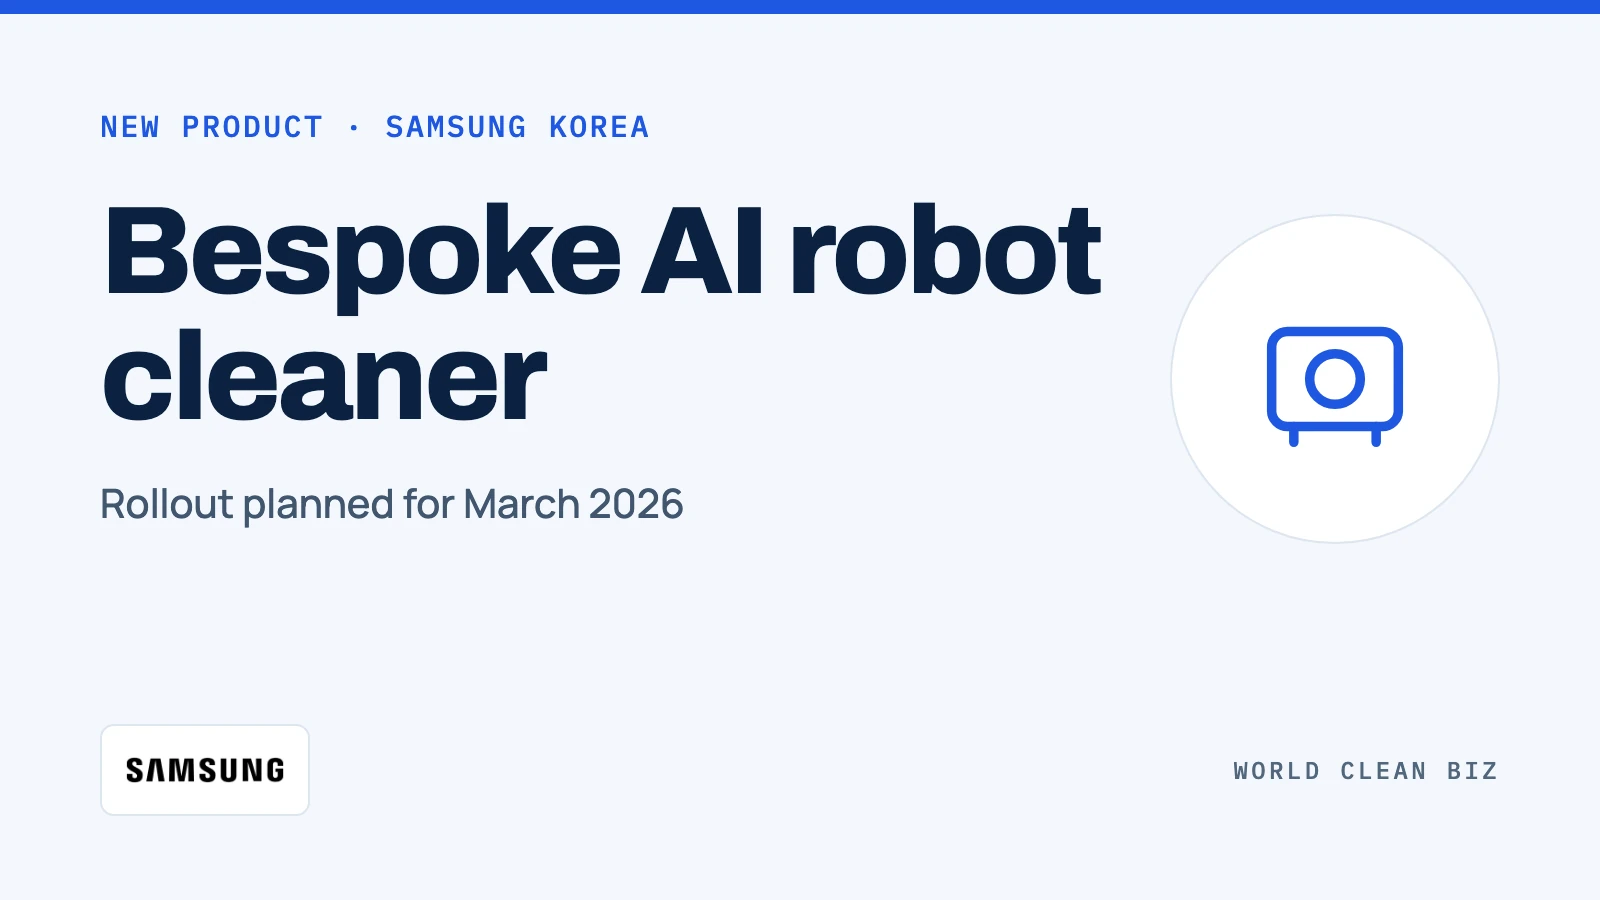 NEW PRODUCT · SAMSUNG KOREA
Bespoke AI robot
cleaner
Rollout planned for March 2026
SAMSUNG
WORLD CLEAN BIZ